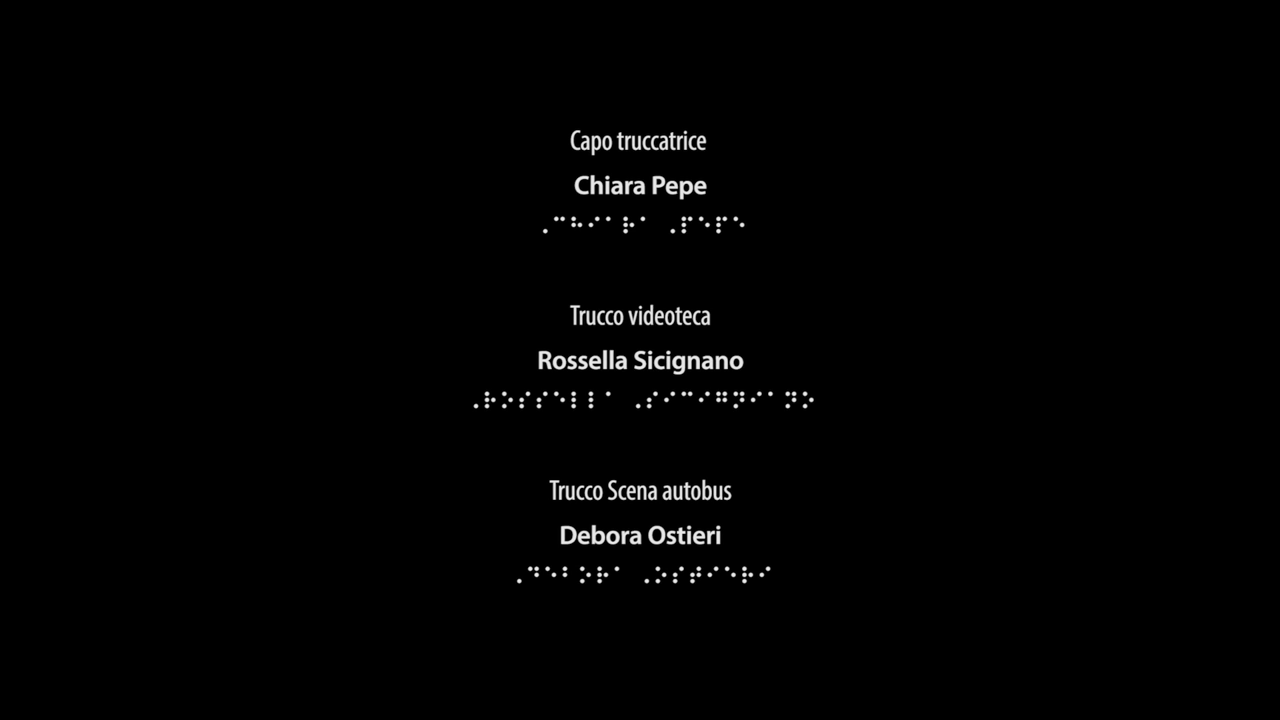 Capo truccatrice
Chiara Pepe
⠠⠉⠓⠊⠁⠗⠁ ⠠⠏⠑⠏⠑
Trucco videoteca
Rossella Sicignano
⠠⠗⠕⠎⠎⠑⠇⠇⠁ ⠠⠎⠊⠉⠊⠛⠝⠊⠁⠝⠕
Trucco Scena autobus
Debora Ostieri
⠠⠙⠑⠃⠕⠗⠁ ⠠⠕⠎⠞⠊⠑⠗⠊